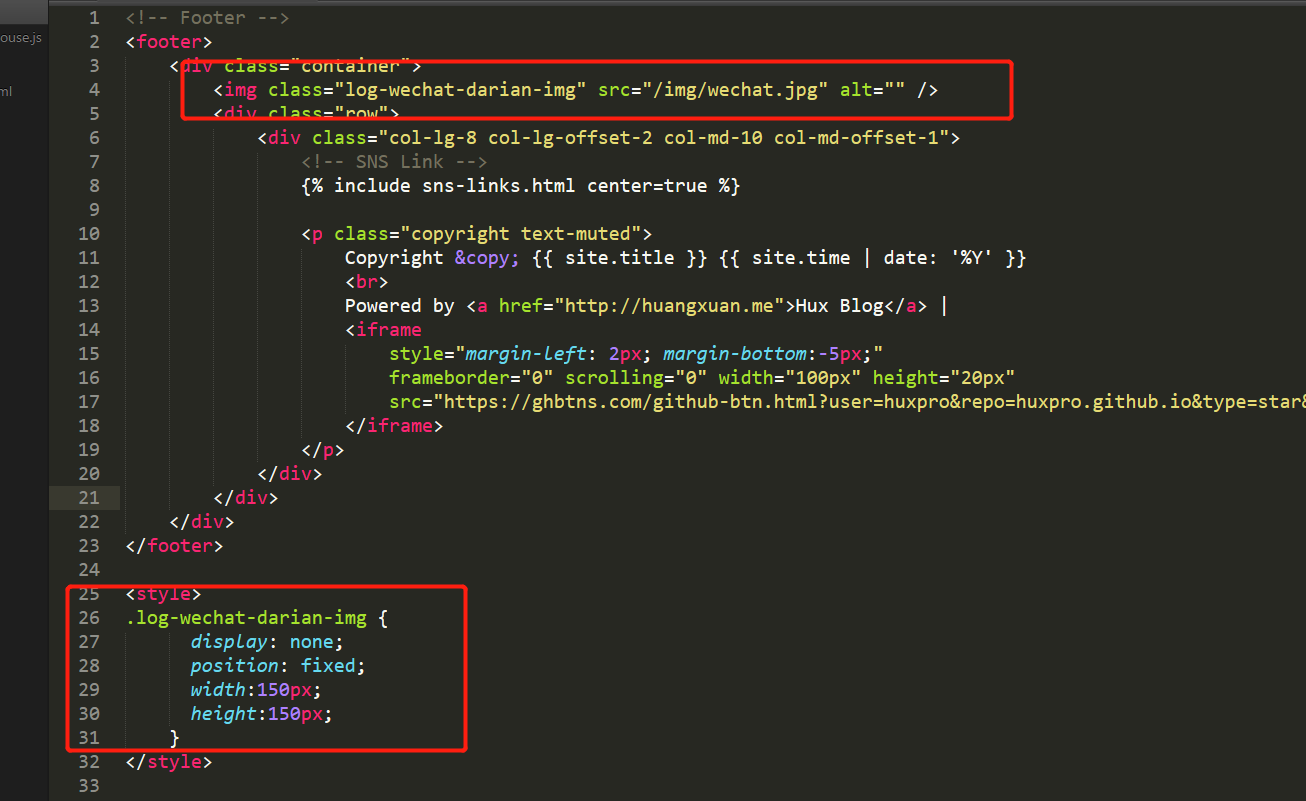 ouse.js
ml
1 <!-- Footer -->
2 <footer>
3 <div class="container">
4 <img class="log-wechat-darian-img" src="/img/wechat.jpg" alt="" />
5 <div class="row">
6 <div class="col-lg-8 col-lg-offset-2 col-md-10 col-md-offset-1">
7 <!-- SNS Link -->
8 {% include sns-links.html center=true %}
9
10 <p class="copyright text-muted">
11 Copyright &copy; {{ site.title }} {{ site.time | date: '%Y' }}
12 <br>
13 Powered by <a href="http://huangxuan.me">Hux Blog</a> |
14 <iframe
15 style="margin-left: 2px; margin-bottom:-5px;"
16 frameborder="0" scrolling="0" width="100px" height="20px"
17 src="https://ghbtns.com/github-btn.html?user=huxpro&repo=huxpro.github.io&type=star&
18 </iframe>
19 </p>
20 </div>
21 </div>
22 </div>
23 </footer>
24
25 <style>
26 .log-wechat-darian-img {
27 display: none;
28 position: fixed;
29 width:150px;
30 height:150px;
31 }
32 </style>
33